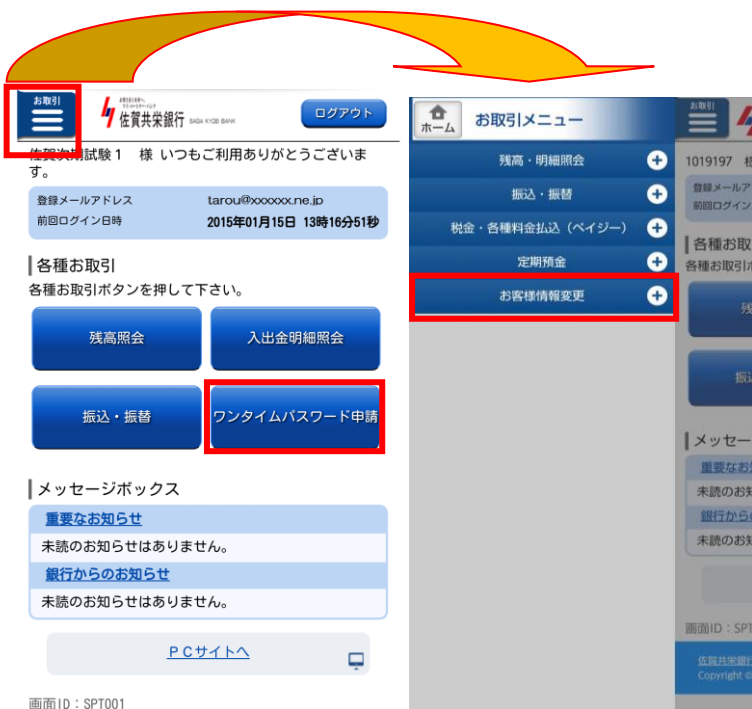 お取引
佐賀共栄銀行 SAGA KYOEI BANK
ログアウト
佐賀次期試験１　様 いつもご利用ありがとうございま
す。
登録メールアドレス　tarou@xxxxxx.ne.jp
前回ログイン日時　2015年01月15日 13時16分51秒
各種お取引
各種お取引ボタンを押して下さい。
残高照会
入出金明細照会
振込・振替
ワンタイムパスワード申請
メッセージボックス
重要なお知らせ
未読のお知らせはありません。
銀行からのお知らせ
未読のお知らせはありません。
ＰＣサイトへ
画面ID：SPT001
ホーム
お取引メニュー
残高・明細照会
振込・振替
税金・各種料金払込（ペイジー）
定期預金
お客様情報変更
お取引
1019197
登録メールア
前回ログイン
各種お取
各種お取引ボ
残
振込
メッセー
重要なお知
未読のお知
銀行からの
未読のお知
画面ID：SPT
佐賀共栄銀行
Copyright ©